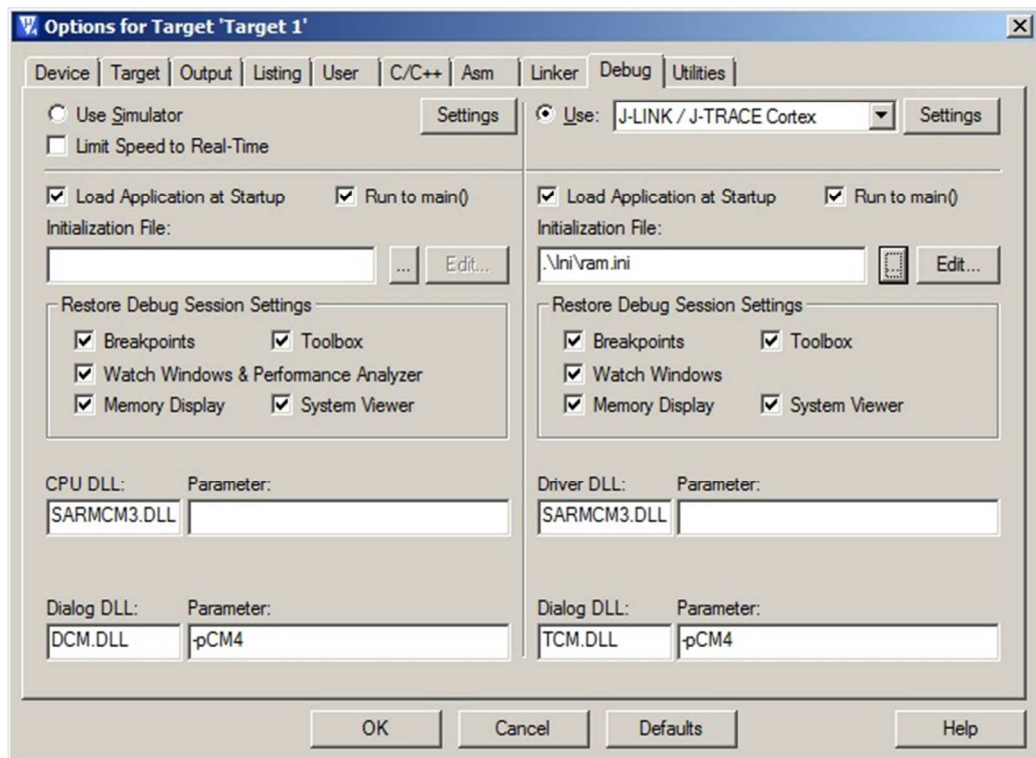 Options for Target 'Target 1'
Device Target Output Listing User C/C++ Asm Linker Debug Utilities
Use Simulator Settings
Limit Speed to Real-Time
Load Application at Startup Run to main()
Initialization File:
... Edit...
Restore Debug Session Settings
Breakpoints Toolbox
Watch Windows & Performance Analyzer
Memory Display System Viewer
CPU DLL: Parameter:
SARMCM3.DLL
Dialog DLL: Parameter:
DCM.DLL -pCM4
Use: J-LINK / J-TRACE Cortex Settings
Load Application at Startup Run to main()
Initialization File:
.\Ini\ram.ini ... Edit...
Restore Debug Session Settings
Breakpoints Toolbox
Watch Windows
Memory Display System Viewer
Driver DLL: Parameter:
SARMCM3.DLL
Dialog DLL: Parameter:
TCM.DLL -pCM4
OK Cancel Defaults Help